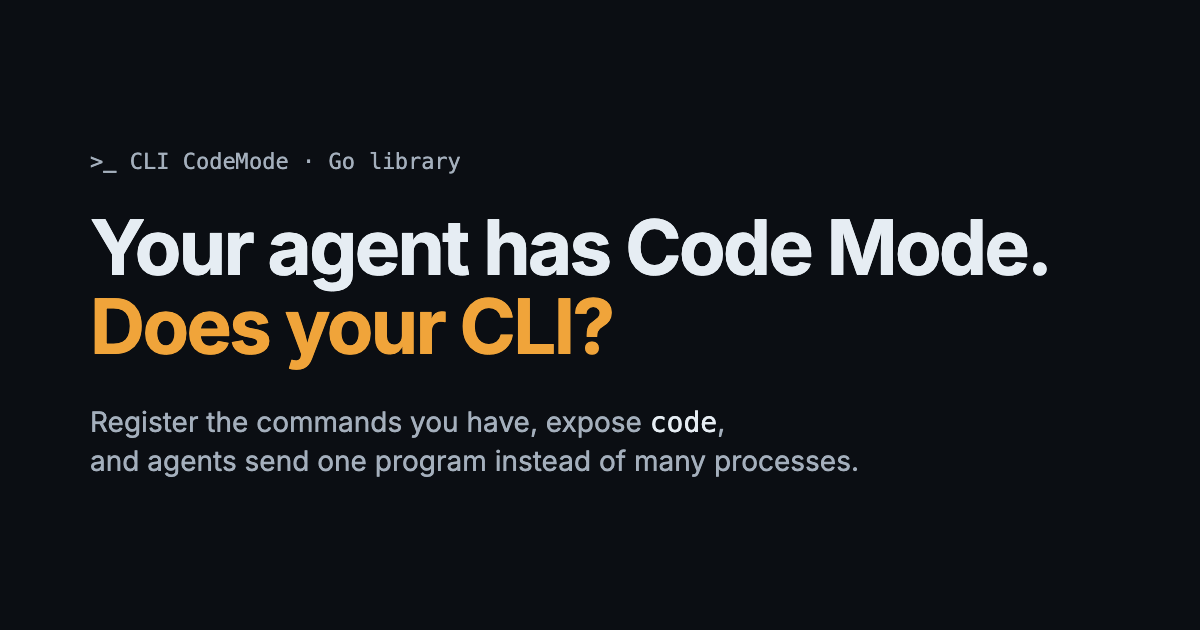 >_ CLI CodeMode · Go library
Your agent has Code Mode.
Does your CLI?
Register the commands you have, expose code,
and agents send one program instead of many processes.